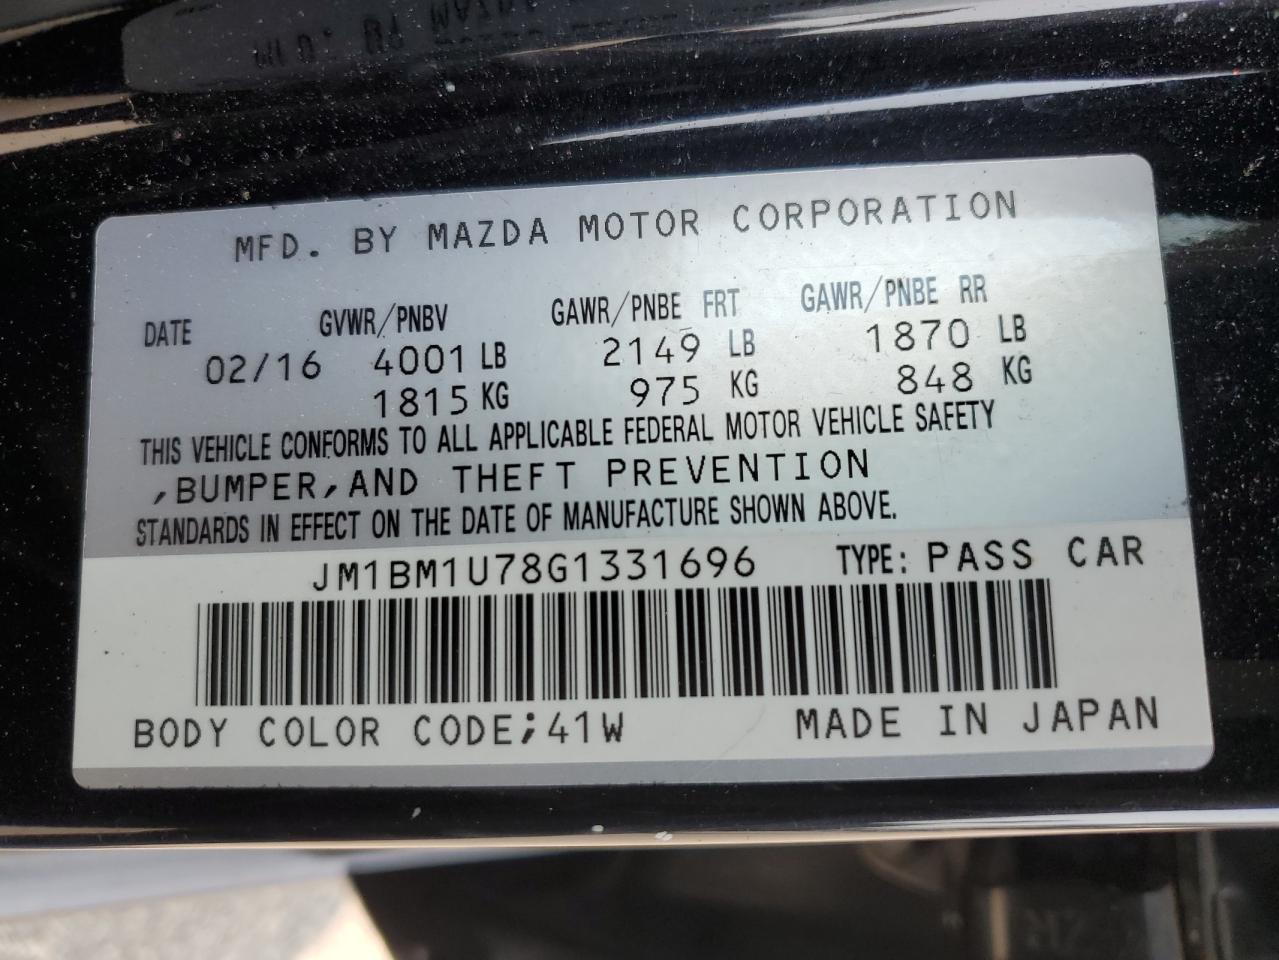 MFD. BY MAZDA MOTOR CORPORATION
DATE GVWR/PNBV GAWR/PNBE FRT GAWR/PNBE RR
02/16 4001 LB 2149 LB 1870 LB
1815 KG 975 KG 848 KG
THIS VEHICLE CONFORMS TO ALL APPLICABLE FEDERAL MOTOR VEHICLE SAFETY
,BUMPER,AND THEFT PREVENTION
STANDARDS IN EFFECT ON THE DATE OF MANUFACTURE SHOWN ABOVE.
JM1BM1U78G1331696 TYPE: PASS CAR
BODY COLOR CODE;41W MADE IN JAPAN